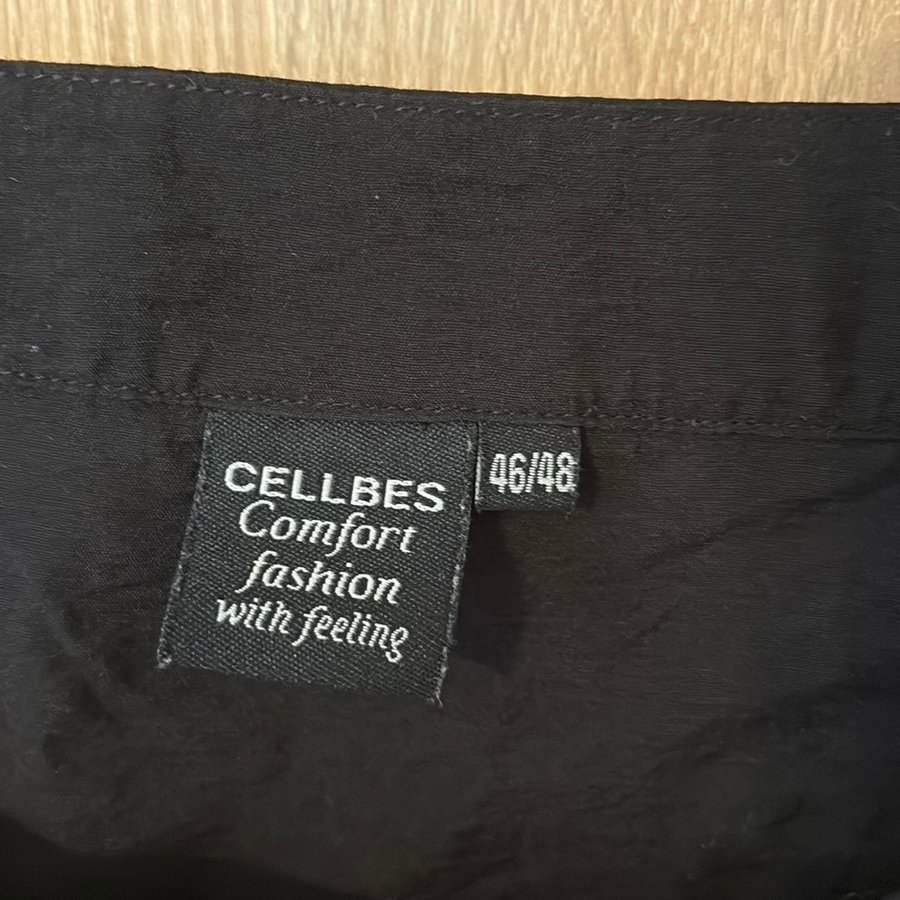 CELLBES
Comfort
fashion
with feeling
46/48